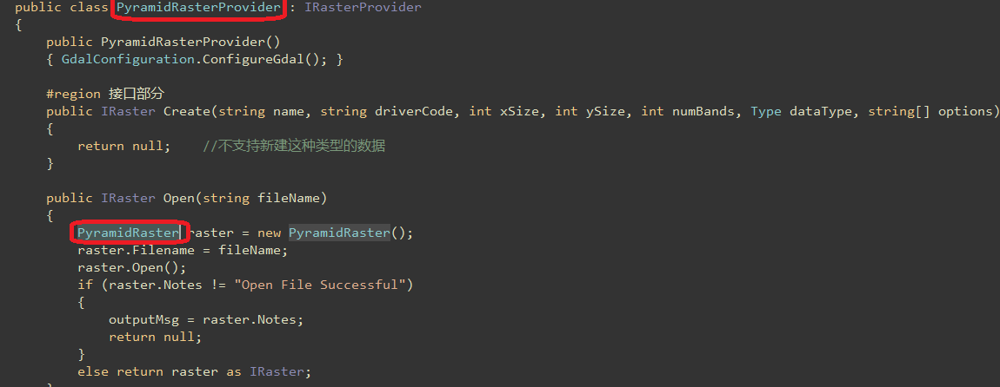 public class PyramidRasterProvider : IRasterProvider
{
public PyramidRasterProvider()
{ GdalConfiguration.ConfigureGdal(); }
#region 接口部分
public IRaster Create(string name, string driverCode, int xSize, int ySize, int numBands, Type dataType, string[] options)
{
return null; //不支持新建这种类型的数据
}
public IRaster Open(string fileName)
{
PyramidRaster raster = new PyramidRaster();
raster.Filename = fileName;
raster.Open();
if (raster.Notes != "Open File Successful")
{
outputMsg = raster.Notes;
return null;
}
else return raster as IRaster;